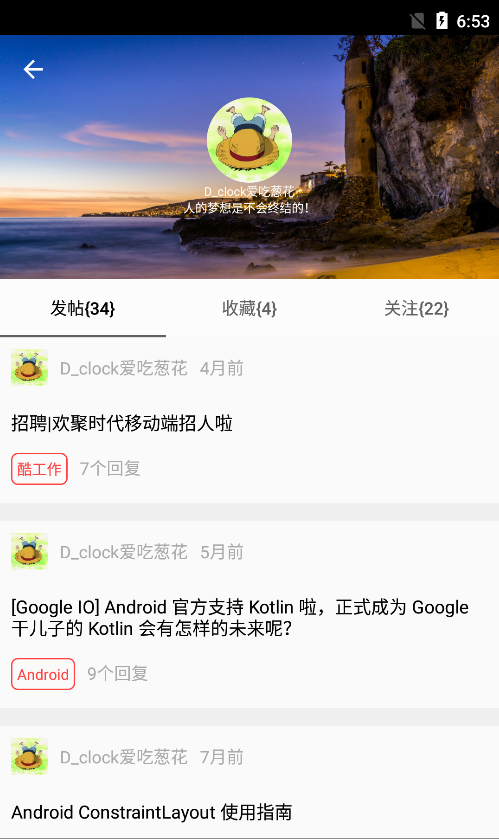 6:53
D_clock爱吃葱花
人的梦想是不会终结的！
发帖{34}
收藏{4}
关注{22}
D_clock爱吃葱花 4月前
招聘|欢聚时代移动端招人啦
酷工作 7个回复
D_clock爱吃葱花 5月前
[Google IO] Android 官方支持 Kotlin 啦，正式成为 Google
干儿子的 Kotlin 会有怎样的未来呢？
Android 9个回复
D_clock爱吃葱花 7月前
Android ConstraintLayout 使用指南